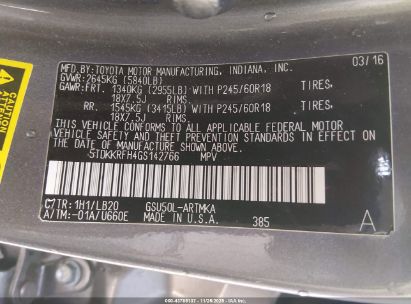 MFD.BY:TOYOTA MOTOR MANUFACTURING, INDIANA, INC. 03/16
GVWR:2645KG (5840LB)
GAWR:FRT. 1340KG (2955LB)WITH P245/60R18 TIRES,
18X7.5J RIMS.
RR. 1545KG (3415LB)WITH P245/60R18 TIRES,
18X7.5J RIMS.
THIS VEHICLE CONFORMS TO ALL APPLICABLE FEDERAL MOTOR
VEHICLE SAFETY AND THEFT PREVENTION STANDARDS IN
EFFECT ON THE DATE OF MANUFACTURE SHOWN ABOVE.
5TDKKRFH4GS142766 MPV
C/TR:1H1/LB20 GSU50L-ARTMKA
A/TM:-01A/U660E MADE IN U.S.A. 385 A
CAUTION